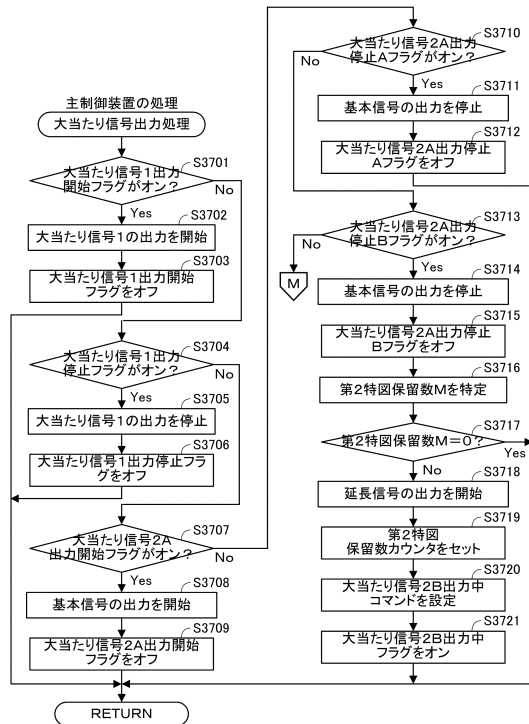 主制御装置の処理
大当たり信号出力処理
大当たり信号1出力
開始フラグがオン?
S3701
No
Yes
S3702
大当たり信号1の出力を開始
S3703
大当たり信号1出力開始
フラグをオフ
S3704
大当たり信号1出力
停止フラグがオン?
No
Yes
S3705
大当たり信号1の出力を停止
S3706
大当たり信号1出力停止フラ
グをオフ
S3707
大当たり信号2A
出力開始フラグがオン?
No
Yes
S3708
基本信号の出力を開始
S3709
大当たり信号2A出力開始
フラグをオフ
RETURN
S3710
大当たり信号2A出力
停止Aフラグがオン?
No
Yes
S3711
基本信号の出力を停止
S3712
大当たり信号2A出力停止
Aフラグをオフ
S3713
大当たり信号2A出力
停止Bフラグがオン?
No
Yes
M
S3714
基本信号の出力を停止
S3715
大当たり信号2A出力停止
Bフラグをオフ
S3716
第2特図保留数Mを特定
S3717
第2特図保留数M=0?
Yes
No
S3718
延長信号の出力を開始
S3719
第2特図
保留数カウンタをセット
S3720
大当たり信号2B出力中
コマンドを設定
S3721
大当たり信号2B出力中
フラグをオン